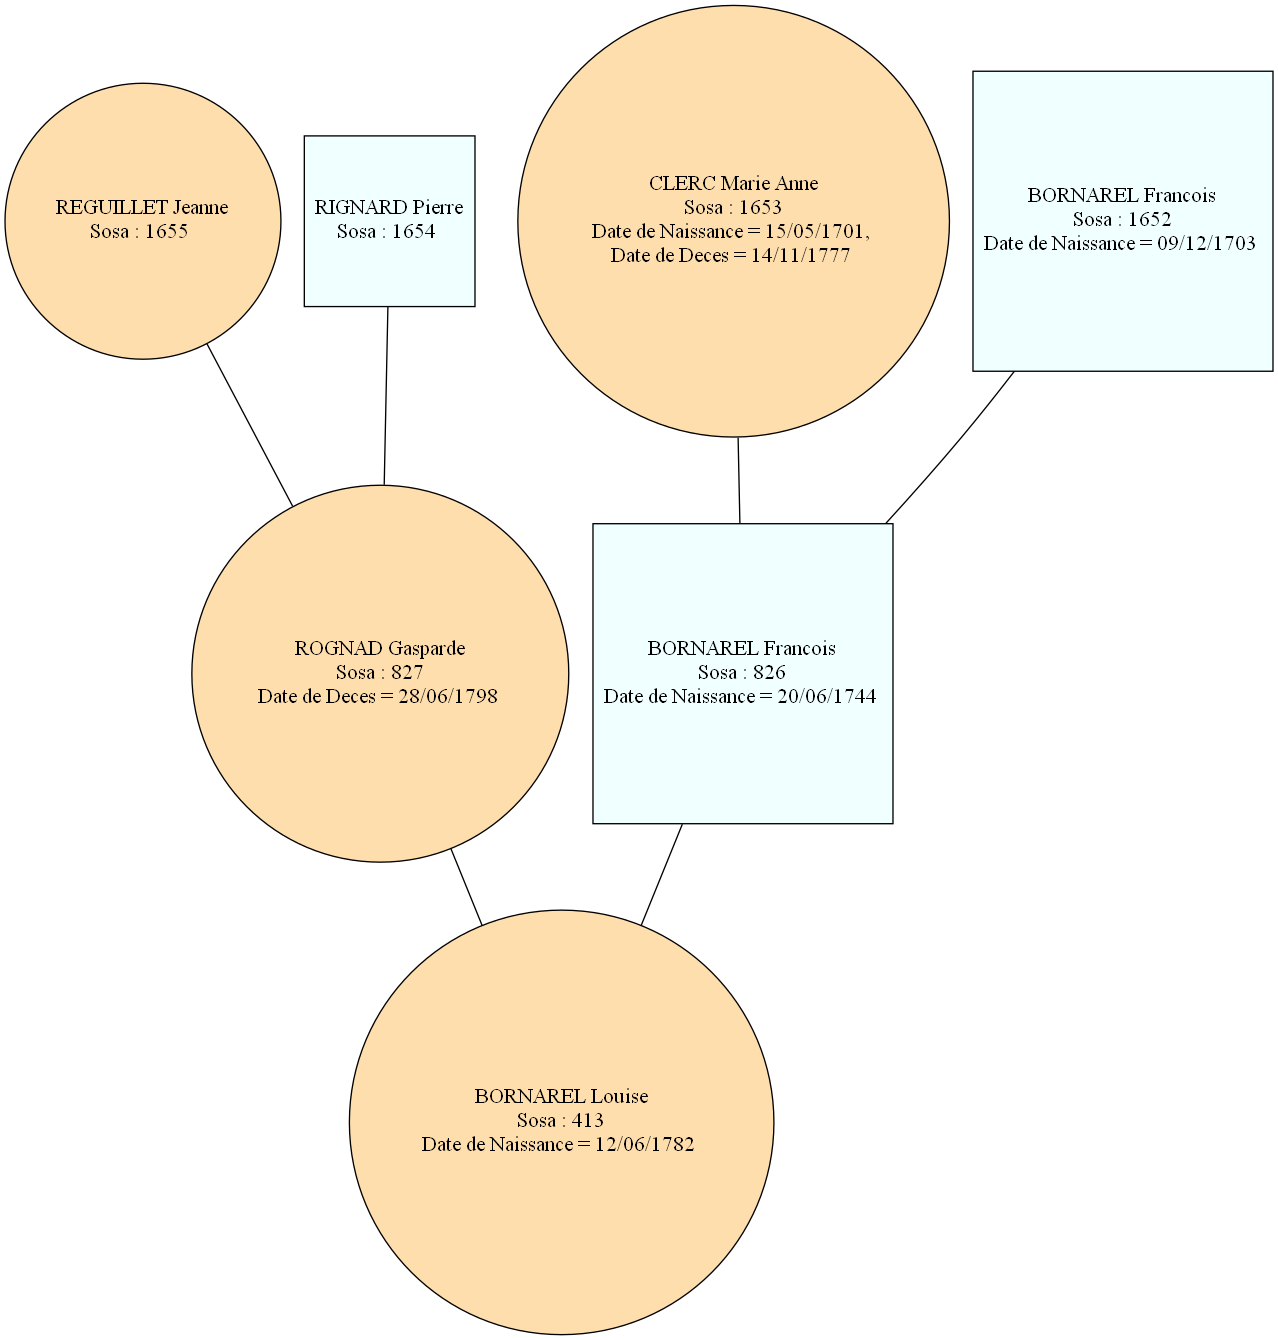 REGUILLET Jeanne
Sosa : 1655
RIGNARD Pierre
Sosa : 1654
CLERC Marie Anne
Sosa : 1653
Date de Naissance = 15/05/1701,
Date de Deces = 14/11/1777
BORNAREL Francois
Sosa : 1652
Date de Naissance = 09/12/1703
ROGNAD Gasparde
Sosa : 827
Date de Deces = 28/06/1798
BORNAREL Francois
Sosa : 826
Date de Naissance = 20/06/1744
BORNAREL Louise
Sosa : 413
Date de Naissance = 12/06/1782